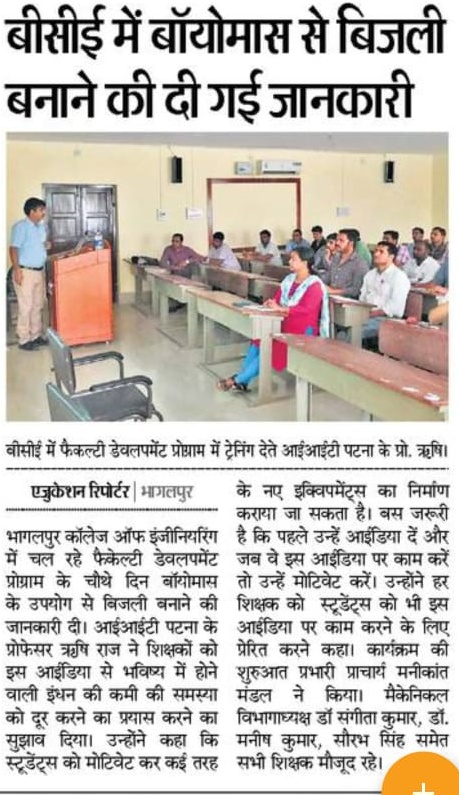 बीसीई में बॉयोमास से बिजली
बनाने की दी गई जानकारी
बीसीई में फैकल्टी डेवलपमेंट प्रोग्राम में ट्रेनिंग देते आईआईटी पटना के प्रो. ऋषि।
एजुकेशन रिपोर्टर | भागलपुर
भागलपुर कॉलेज ऑफ इंजीनियरिंग
में चल रहे फैकेल्टी डेवलपमेंट
प्रोग्राम के चौथे दिन बॉयोमास
के उपयोग से बिजली बनाने की
जानकारी दी। आईआईटी पटना के
प्रोफेसर ऋषि राज ने शिक्षकों को
इस आईडिया से भविष्य में होने
वाली इंधन की कमी की समस्या
को दूर करने का प्रयास करने का
सुझाव दिया। उन्होंने कहा कि
स्टूडेंट्स को मोटिवेट कर कई तरह
के नए इक्विपमेंट्स का निर्माण
कराया जा सकता है। बस जरूरी
है कि पहले उन्हें आईडिया दें और
जब वे इस आईडिया पर काम करें
तो उन्हें मोटिवेट करें। उन्होंने हर
शिक्षक को स्टूडेंट्स को भी इस
आईडिया पर काम करने के लिए
प्रेरित करने कहा। कार्यक्रम की
शुरुआत प्रभारी प्राचार्य मनीकांत
मंडल ने किया। मैकेनिकल
विभागाध्यक्ष डॉ संगीता कुमार, डॉ.
मनीष कुमार, सौरभ सिंह समेत
सभी शिक्षक मौजूद रहे।
+